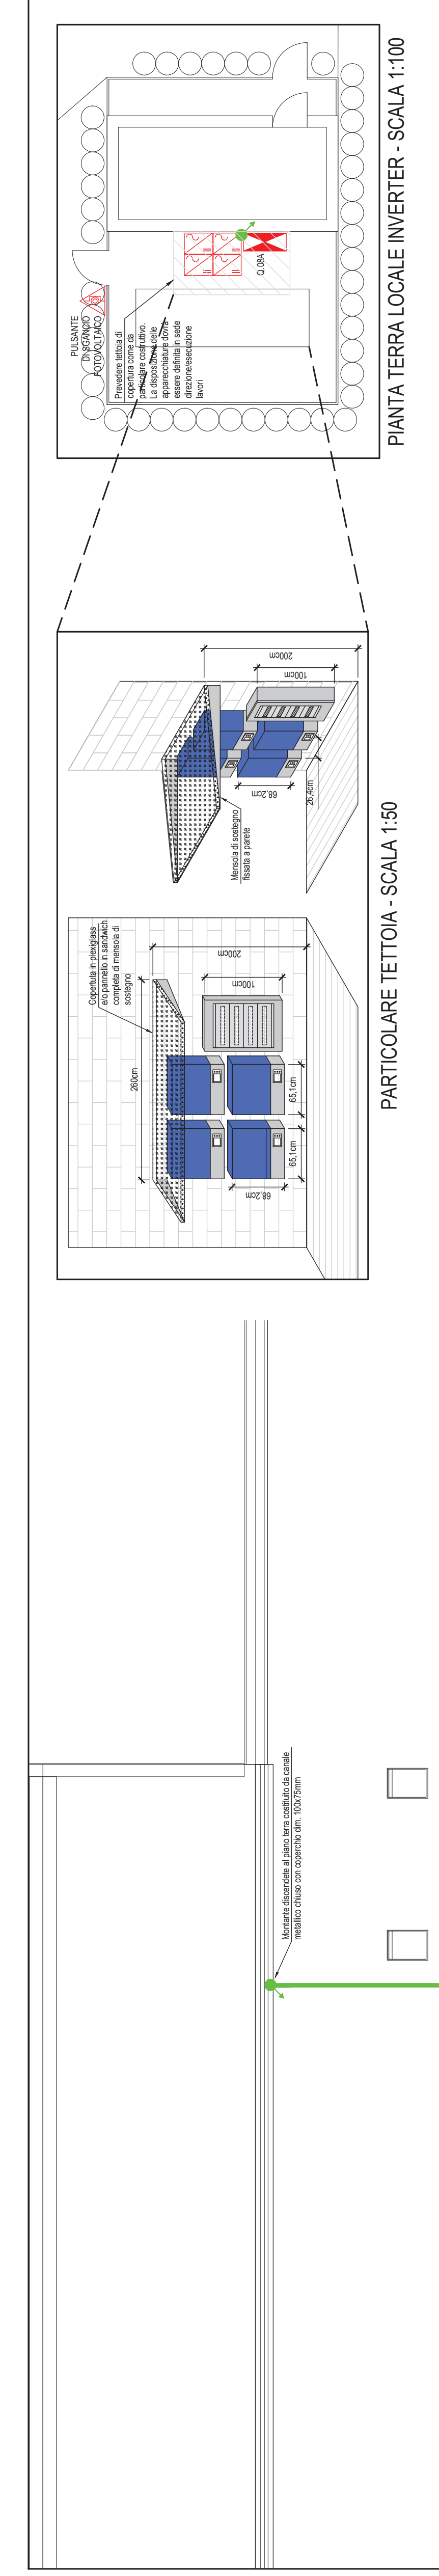 PULSANTE
DI SGANCIO
FOTOVOLTAICO
Prevedere tettoia di
copertura come da
particolare costruttivo.
La disposizione delle
apparecchiature dovrà
essere definita in sede
direzione/esecuzione
lavori
Q.08A
PIANTA TERRA LOCALE INVERTER - SCALA 1:100
Copertuta in plexiglass
e/o pannello in sandwich
completa di mensola di
sostegno
260cm
200cm
100cm
65,1cm
65,1cm
68,2cm
Mensola di sostegno
fissata a parete
200cm
100cm
68,2cm
26,4cm
PARTICOLARE TETTOIA - SCALA 1:50
Montante discendete al piano terra costituito da canale
metallico chiuso con coperchio dim. 100x75mm